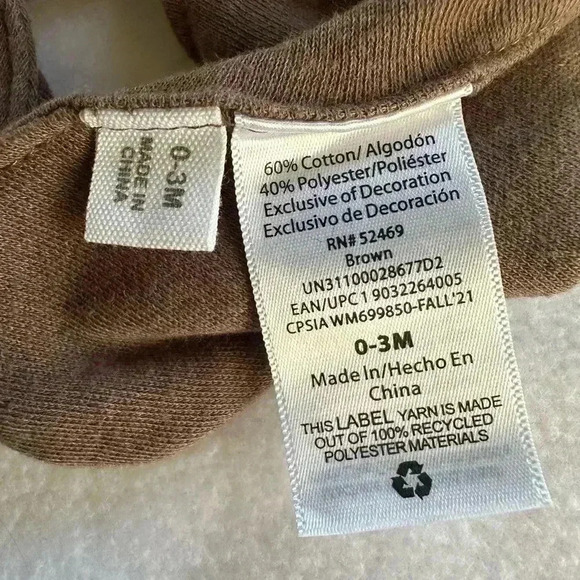 0-3M
MADE IN
CHINA
60% Cotton/ Algodón
40% Polyester/Poliéster
Exclusive of Decoration
Exclusivo de Decoración
RN# 52469
Brown
UN31100028677D2
EAN/UPC 1 9032264005
CPSIA WM699850-FALL'21
0-3M
Made In/Hecho En
China
THIS LABEL YARN IS MADE
OUT OF 100% RECYCLED
POLYESTER MATERIALS